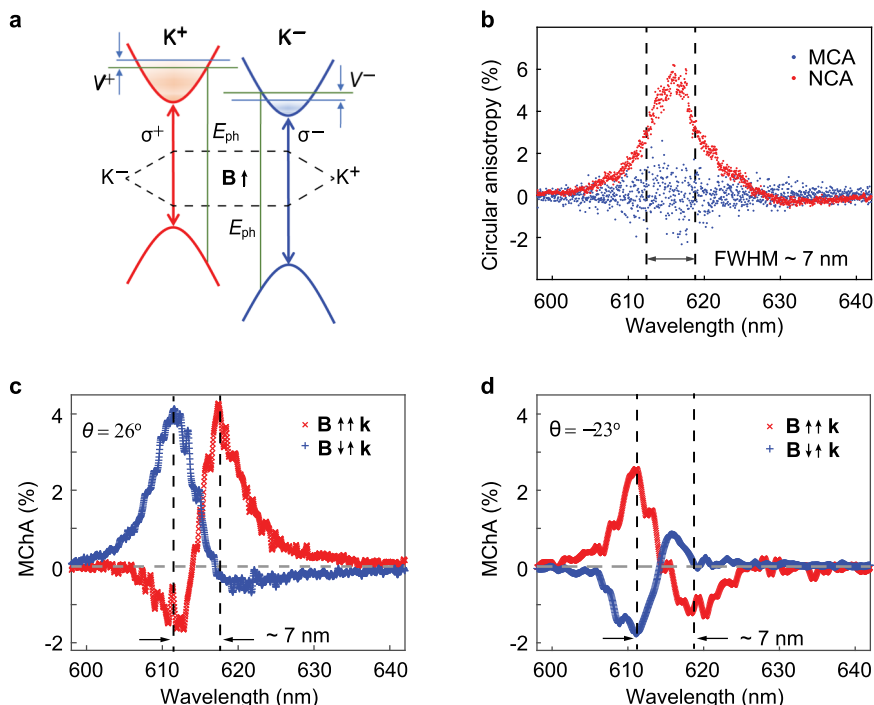 a
K⁺
K⁻
V⁺
V⁻
σ⁺
E_ph
σ⁻
K⁻
B ↑
K⁺
E_ph
b
Circular anisotropy (%)
6
4
2
0
-2
MCA
NCA
FWHM ~ 7 nm
600 610 620 630 640
Wavelength (nm)
c
MChA (%)
4
2
0
-2
θ = 26°
B ↑↑ k
B ↓↑ k
~ 7 nm
600 610 620 630 640
Wavelength (nm)
d
MChA (%)
4
2
0
-2
θ = −23°
B ↑↑ k
B ↓↑ k
~ 7 nm
600 610 620 630 640
Wavelength (nm)